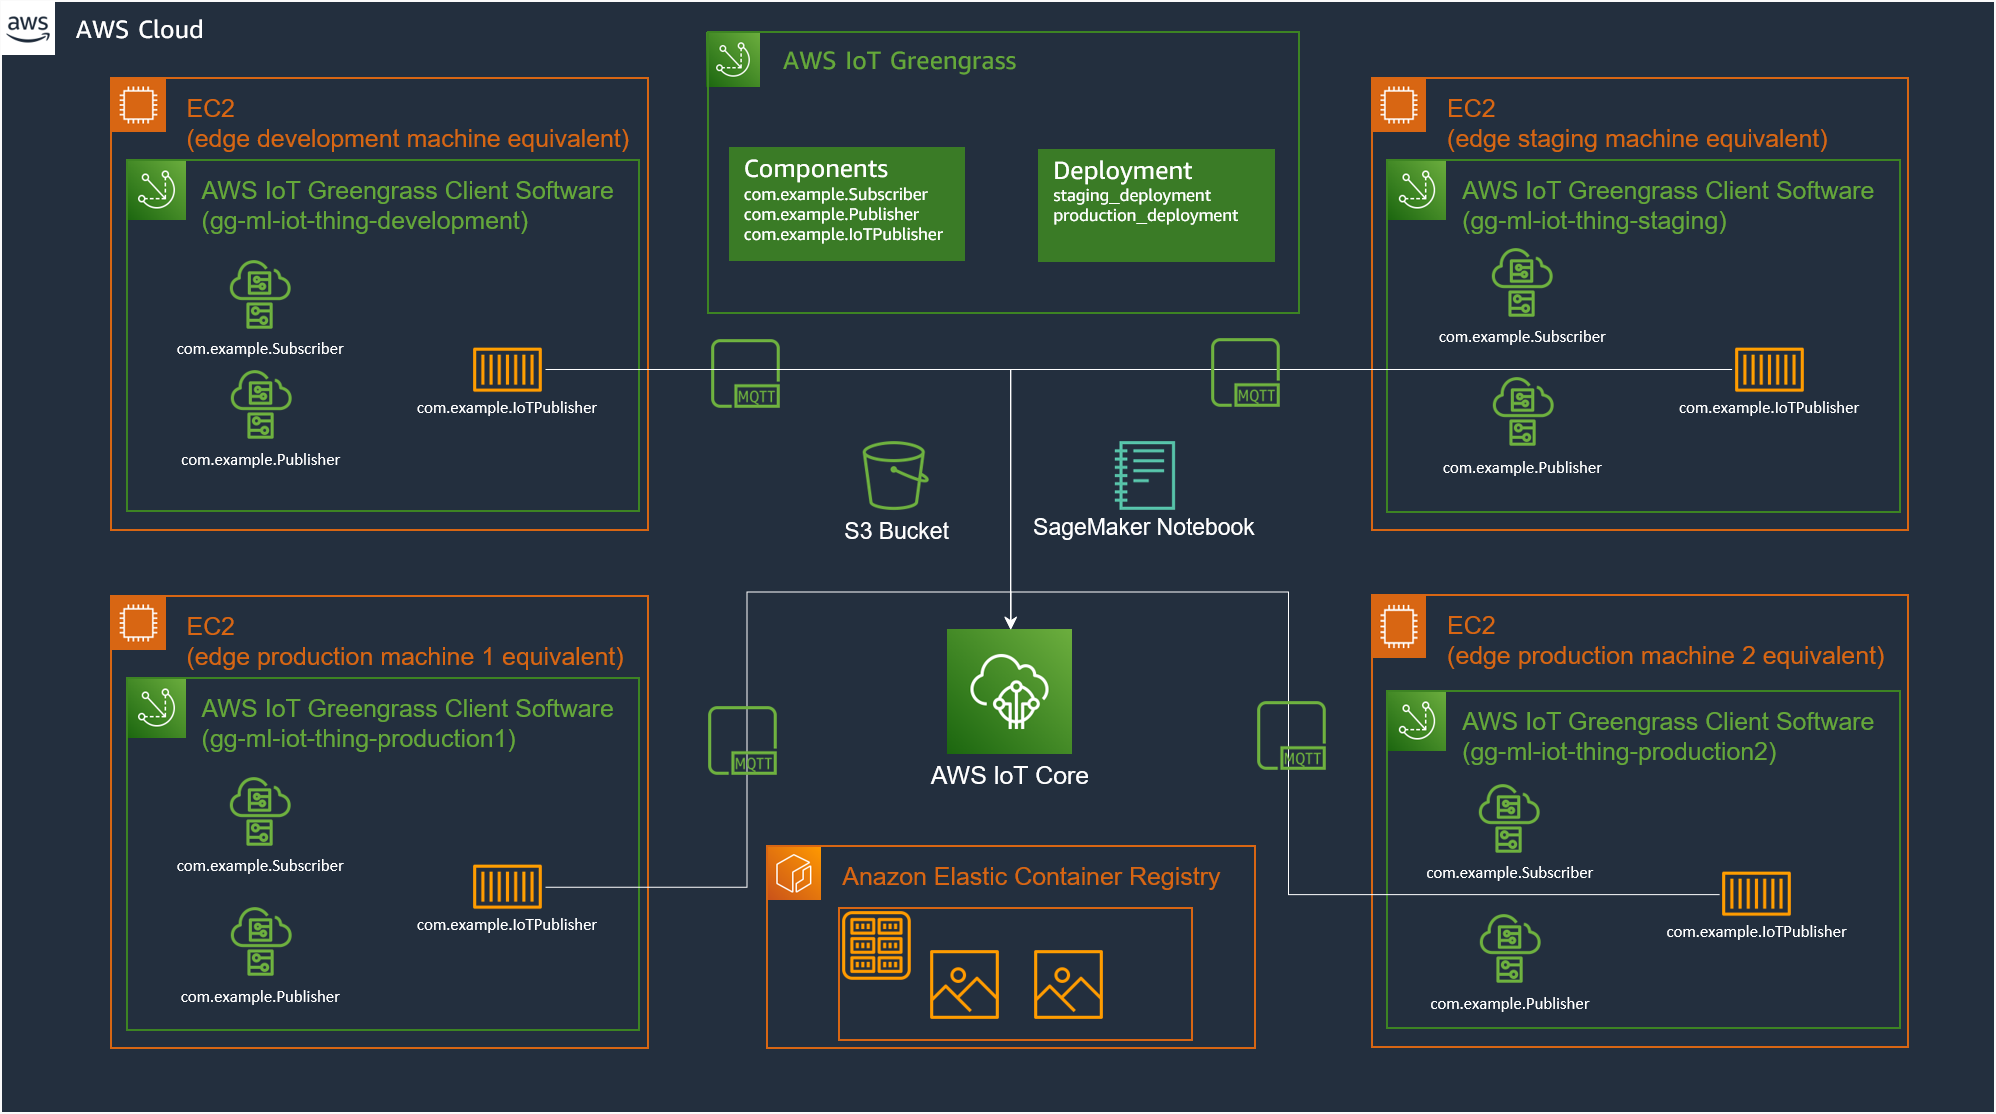 aws
AWS Cloud
EC2
(edge development machine equivalent)
AWS IoT Greengrass Client Software
(gg-ml-iot-thing-development)
com.example.Subscriber
com.example.IoTPublisher
com.example.Publisher
AWS IoT Greengrass
Components
com.example.Subscriber
com.example.Publisher
com.example.IoTPublisher
Deployment
staging_deployment
production_deployment
EC2
(edge staging machine equivalent)
AWS IoT Greengrass Client Software
(gg-ml-iot-thing-staging)
com.example.Subscriber
com.example.IoTPublisher
com.example.Publisher
MQTT
MQTT
S3 Bucket
SageMaker Notebook
EC2
(edge production machine 1 equivalent)
AWS IoT Greengrass Client Software
(gg-ml-iot-thing-production1)
com.example.Subscriber
com.example.IoTPublisher
com.example.Publisher
MQTT
AWS IoT Core
MQTT
Anazon Elastic Container Registry
EC2
(edge production machine 2 equivalent)
AWS IoT Greengrass Client Software
(gg-ml-iot-thing-production2)
com.example.Subscriber
com.example.IoTPublisher
com.example.Publisher